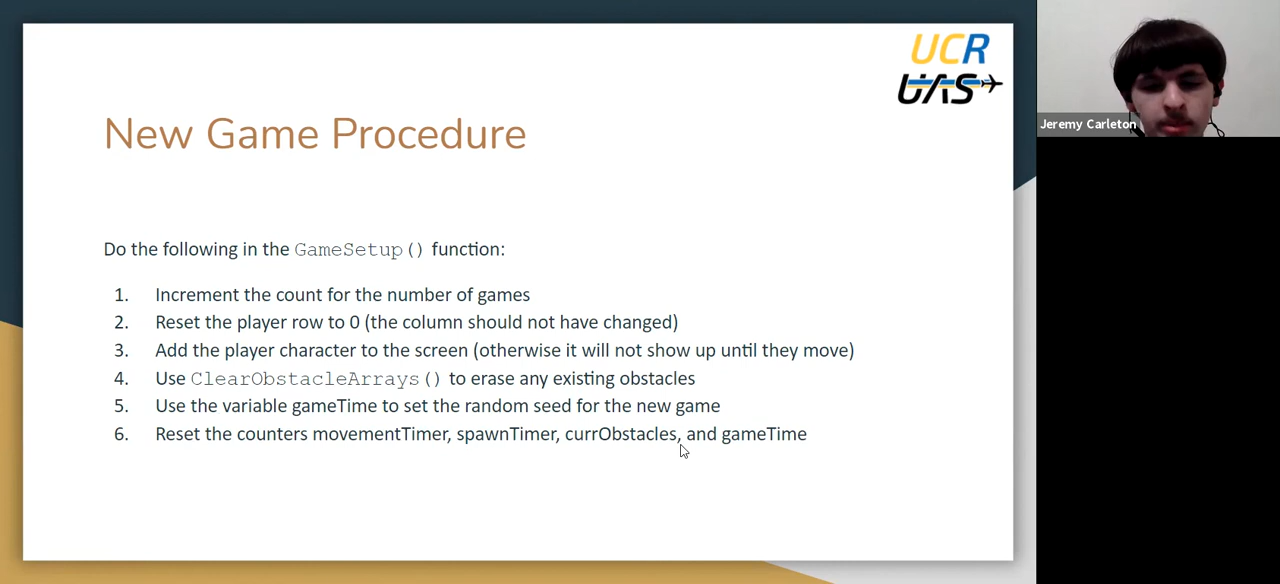 UCR
UAS
Jeremy Carleton
New Game Procedure
Do the following in the GameSetup() function:
1. Increment the count for the number of games
2. Reset the player row to 0 (the column should not have changed)
3. Add the player character to the screen (otherwise it will not show up until they move)
4. Use ClearObstacleArrays() to erase any existing obstacles
5. Use the variable gameTime to set the random seed for the new game
6. Reset the counters movementTimer, spawnTimer, currObstacles, and gameTime